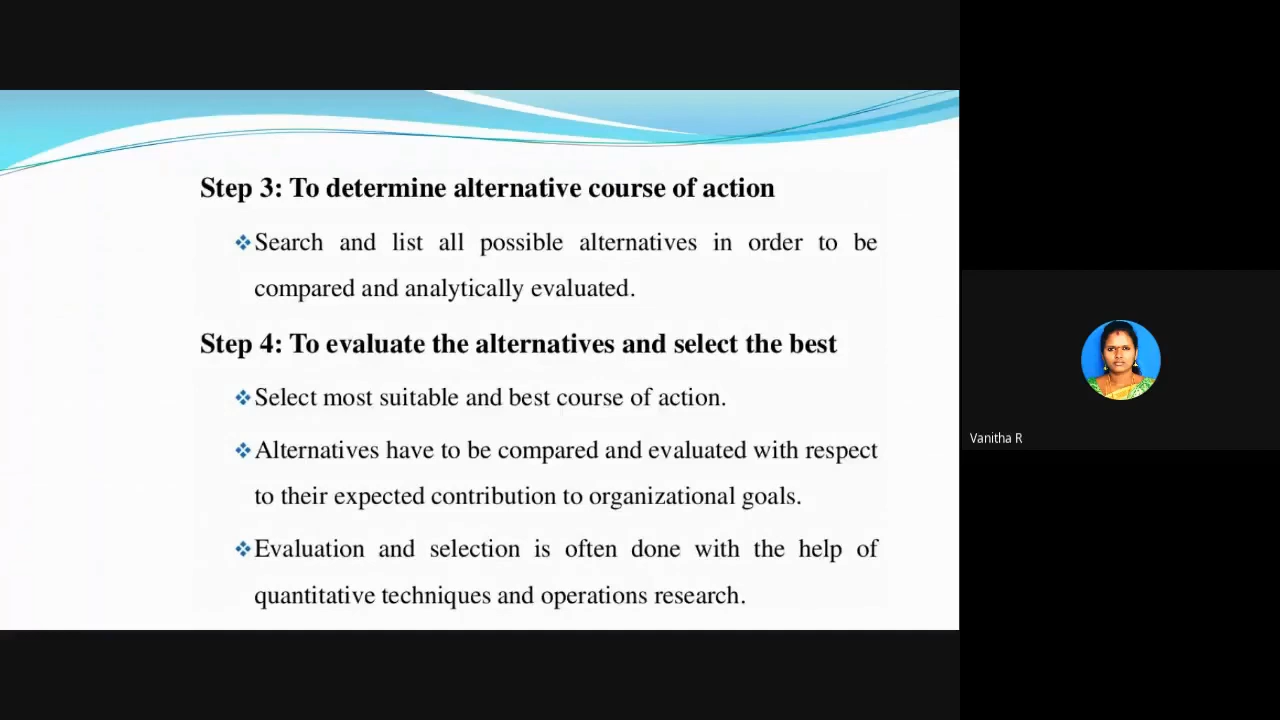 Step 3: To determine alternative course of action
❖Search and list all possible alternatives in order to be
compared and analytically evaluated.
Step 4: To evaluate the alternatives and select the best
❖Select most suitable and best course of action.
❖Alternatives have to be compared and evaluated with respect
to their expected contribution to organizational goals.
❖Evaluation and selection is often done with the help of
quantitative techniques and operations research.
Vanitha R